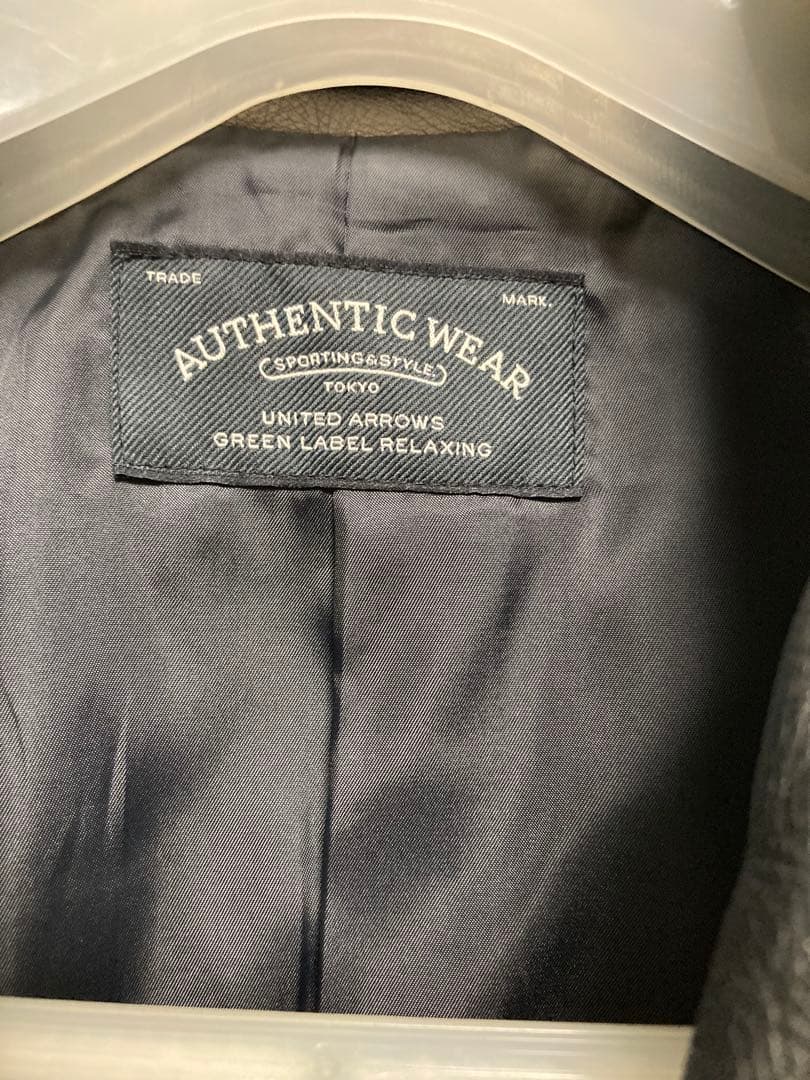 TRADE MARK.
AUTHENTIC WEAR
SPORTING&STYLE.
TOKYO
UNITED ARROWS
GREEN LABEL RELAXING